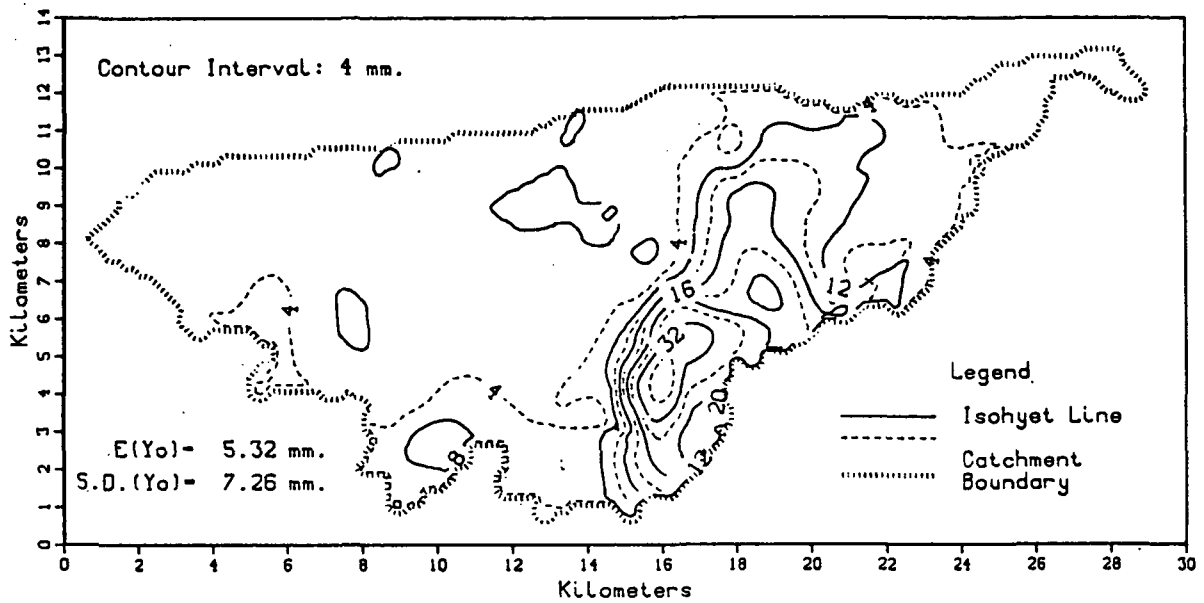 Contour Interval: 4 mm.
14
13
12
11
10
9
8
7
6
5
4
3
2
1
0
Kilometers
4
4
4
4
4
8
12
16
32
20
12
E(Yo)= 5.32 mm.
S.D.(Yo)= 7.26 mm.
Legend
Isohyet Line
Catchment
Boundary
0 2 4 6 8 10 12 14 16 18 20 22 24 26 28 30
Kilometers